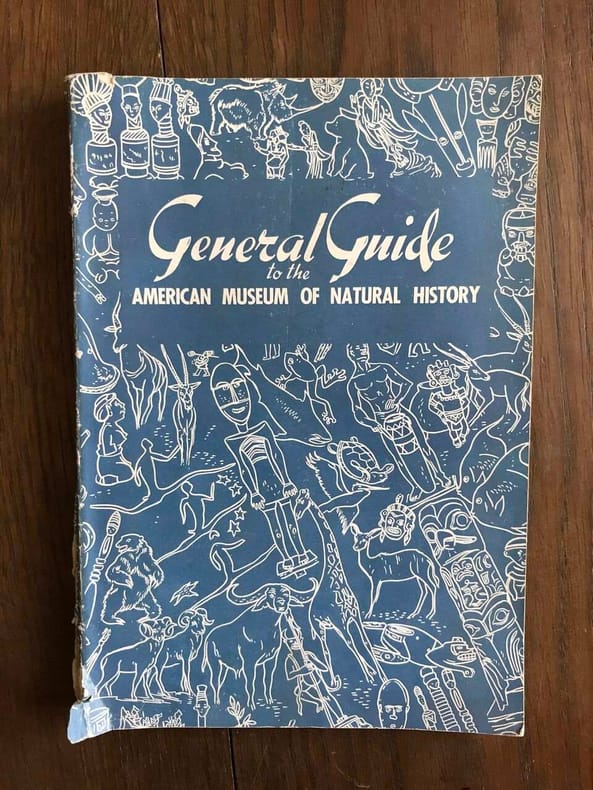 General Guide
to the
AMERICAN MUSEUM OF NATURAL HISTORY